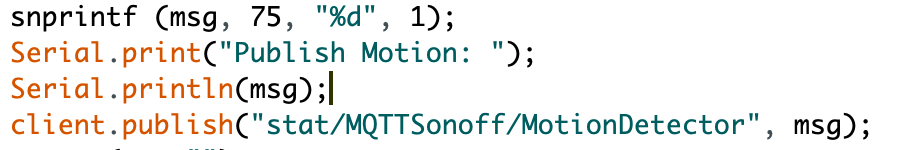 snprintf (msg, 75, "%d", 1);
Serial.print("Publish Motion: ");
Serial.println(msg);
client.publish("stat/MQTTSonoff/MotionDetector", msg);